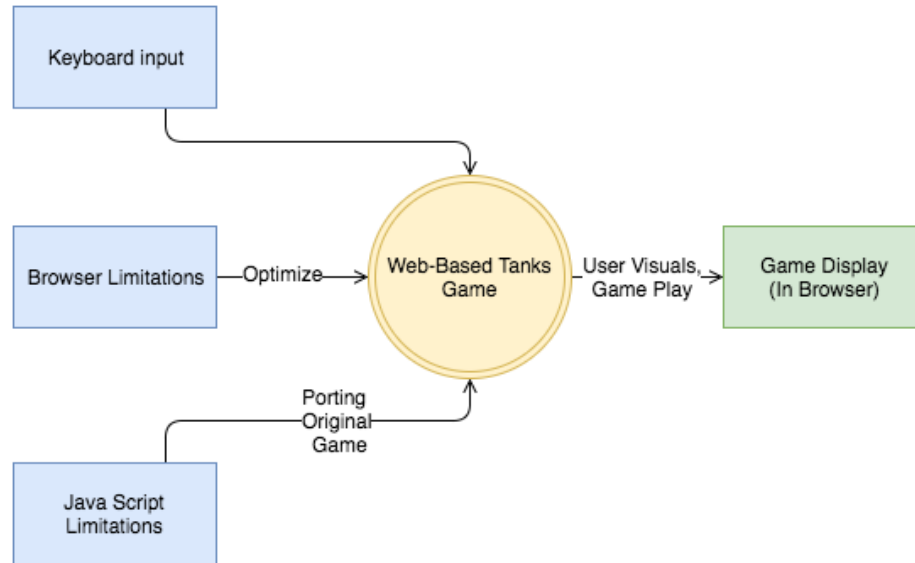 Keyboard input
Browser Limitations
Optimize
Web-Based Tanks
Game
User Visuals,
Game Play
Game Display
(In Browser)
Porting
Original
Game
Java Script
Limitations